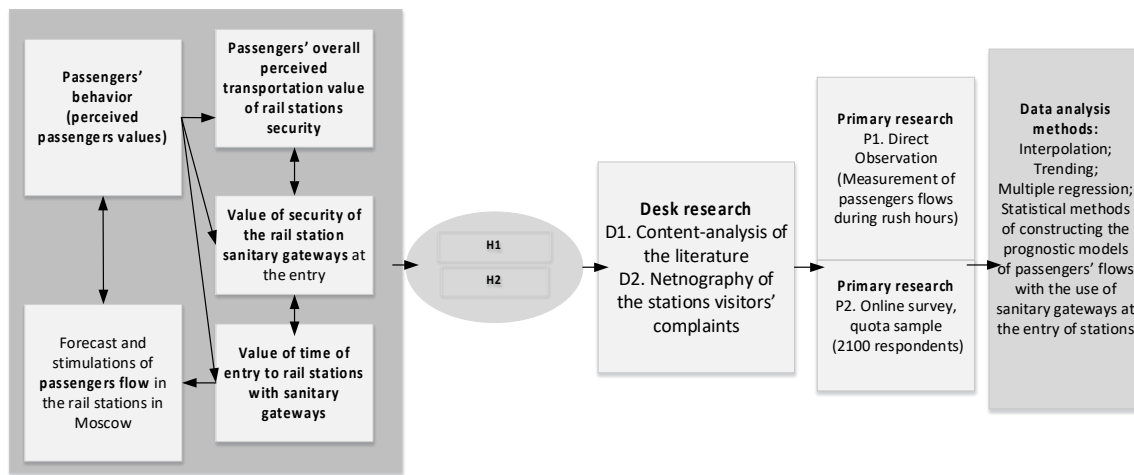 Passengers'
behavior
(perceived
passengers values)
Passengers' overall
perceived
transportation value
of rail stations
security
Value of security of
the rail station
sanitary gateways at
the entry
Forecast and
stimulations of
passengers flow in
the rail stations in
Moscow
Value of time of
entry to rail stations
with sanitary
gateways
H1
H2
Desk research
D1. Content-analysis of
the literature
D2. Netnography of
the stations visitors'
complaints
Primary research
P1. Direct
Observation
(Measurement of
passengers flows
during rush hours)
Primary research
P2. Online survey,
quota sample
(2100 respondents)
Data analysis
methods:
Interpolation;
Trending;
Multiple regression;
Statistical methods
of constructing the
prognostic models
of passengers' flows
with the use of
sanitary gateways at
the entry of stations